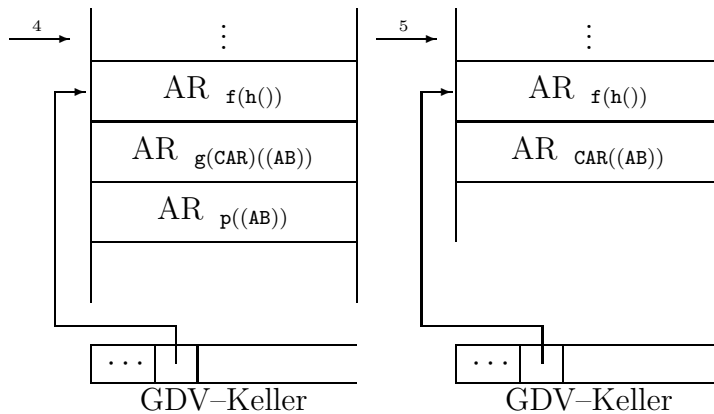 4
⋮
AR f(h())
AR g(CAR)((AB))
AR p((AB))
···
GDV–Keller
5
⋮
AR f(h())
AR CAR((AB))
···
GDV–Keller